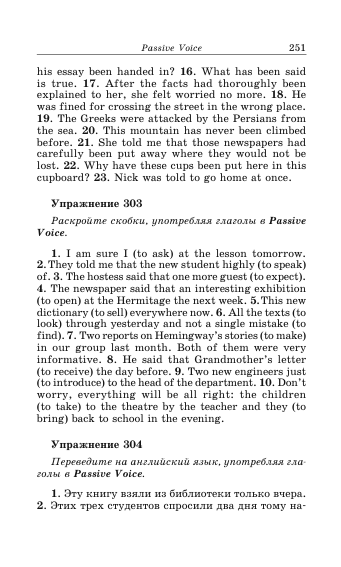 Passive Voice 251
his essay been handed in? 16. What has been said
is true. 17. After the facts had thoroughly been
explained to her, she felt worried no more. 18. He
was fined for crossing the street in the wrong place.
19. The Greeks were attacked by the Persians from
the sea. 20. This mountain has never been climbed
before. 21. She told me that those newspapers had
carefully been put away where they would not be
lost. 22. Why have these cups been put here in this
cupboard? 23. Nick was told to go home at once.
Упражнение 303
Раскройте скобки, употребляя глаголы в Passive
Voice.
1. I am sure I (to ask) at the lesson tomorrow.
2. They told me that the new student highly (to speak)
of. 3. The hostess said that one more guest (to expect).
4. The newspaper said that an interesting exhibition
(to open) at the Hermitage the next week. 5. This new
dictionary (to sell) everywhere now. 6. All the texts (to
look) through yesterday and not a single mistake (to
find). 7. Two reports on Hemingway's stories (to make)
in our group last month. Both of them were very
informative. 8. He said that Grandmother's letter
(to receive) the day before. 9. Two new engineers just
(to introduce) to the head of the department. 10. Don't
worry, everything will be all right: the children
(to take) to the theatre by the teacher and they (to
bring) back to school in the evening.
Упражнение 304
Переведите на английский язык, употребляя гла-
голы в Passive Voice.
1. Эту книгу взяли из библиотеки только вчера.
2. Этих трех студентов спросили два дня тому на-